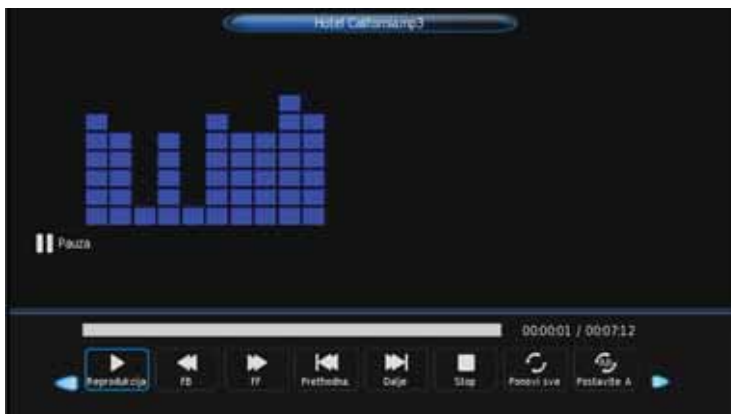 Hotel California.mp3
Pauza
00:00:01 / 00:07:12
Reprodukcija
FB
FF
Prethodna.
Dalje
Stop
Ponovi sve
Postavite A